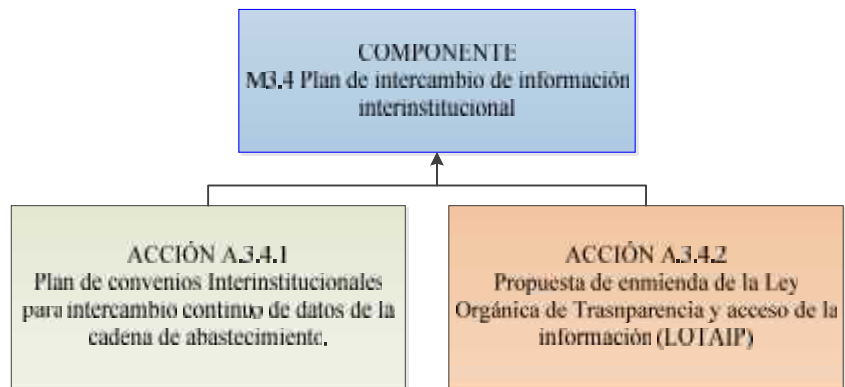 COMPONENTE
M3.4 Plan de intercambio de información
interinstitucional
ACCIÓN A.3.4.1
Plan de convenios Interinstitucionales
para intercambio continuo de datos de la
cadena de abastecimiento.
ACCIÓN A.3.4.2
Propuesta de enmienda de la Ley
Orgánica de Trasnparencia y acceso de la
información (LOTAIP)